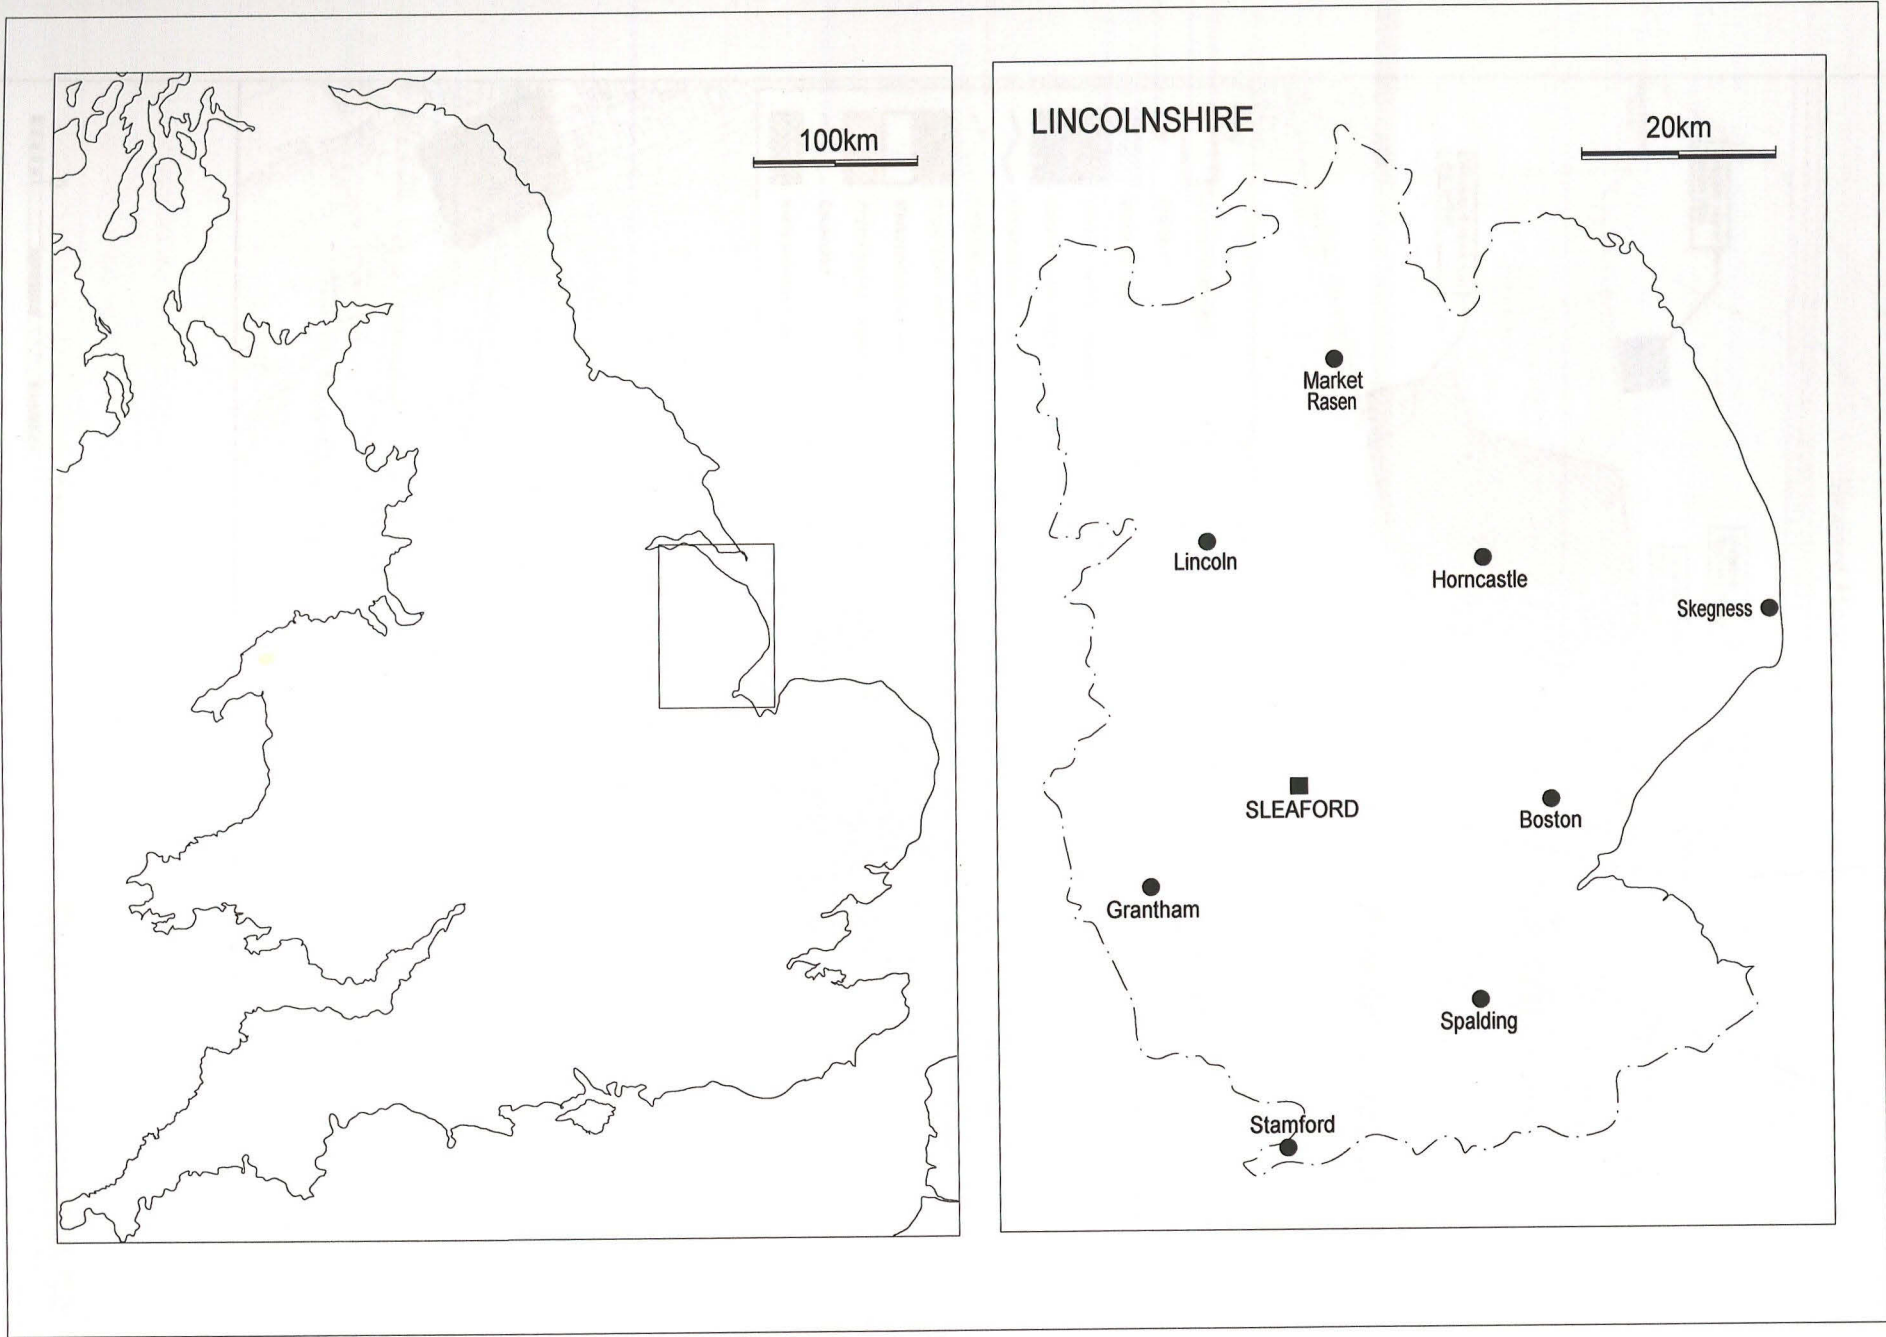 100km
LINCOLNSHIRE
20km
Market
Rasen
Lincoln
Horncastle
Skegness
SLEAFORD
Boston
Grantham
Spalding
Stamford